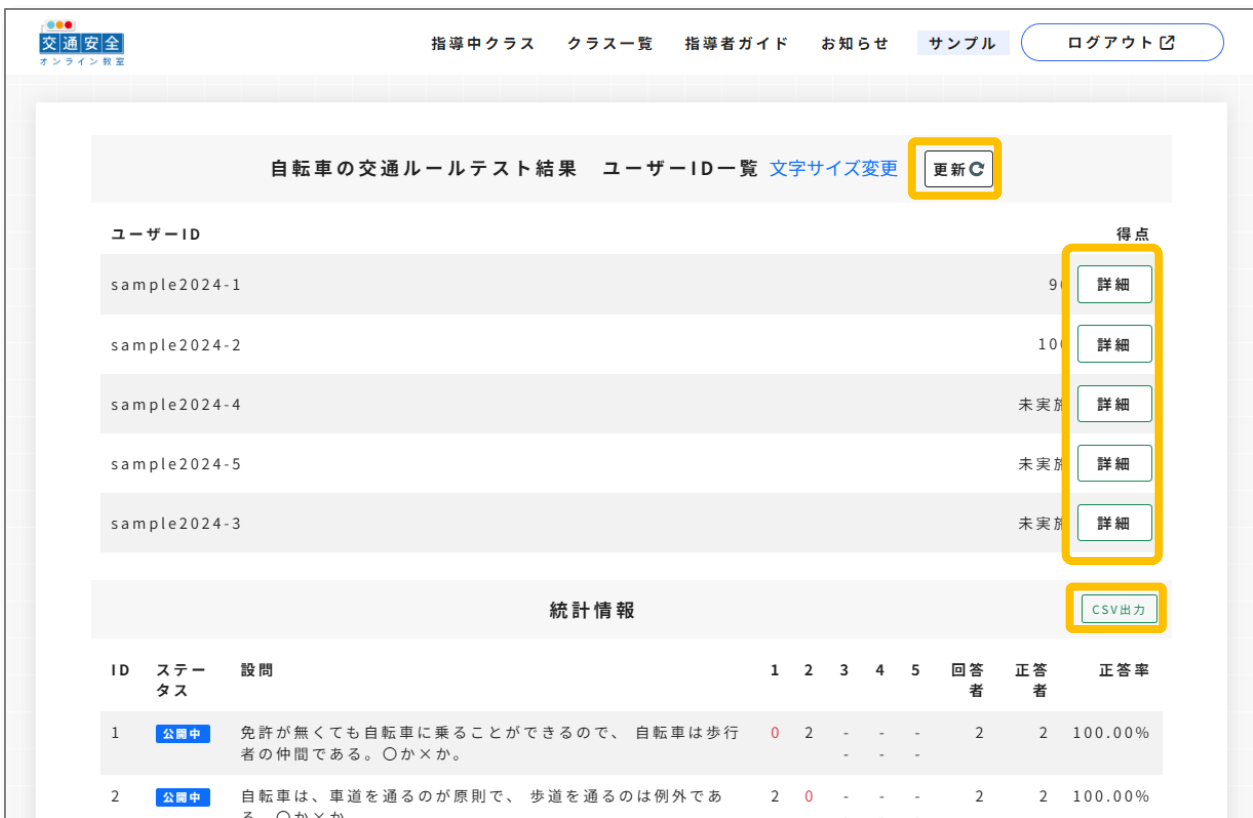 交通安全
オンライン教室
指導中クラス クラス一覧 指導者ガイド お知らせ サンプル ログアウト
自転車の交通ルールテスト結果 ユーザーID一覧 文字サイズ変更 更新
ユーザーID 得点
sample2024-1 詳細
sample2024-2 詳細
sample2024-4 未実施 詳細
sample2024-5 未実施 詳細
sample2024-3 未実施 詳細
統計情報 CSV出力
ID ステー 設問 1 2 3 4 5 回答 正答 正答率
タス 者 者
1 公開中 免許が無くても自転車に乗ることができるので、 自転車は歩行 0 2 - - - 2 2 100.00%
者の仲間である。〇か×か。 - - -
2 公開中 自転車は、車道を通るのが原則で、 歩道を通るのは例外であ 2 0 - - - 2 2 100.00%
る。〇か×か。 - - -